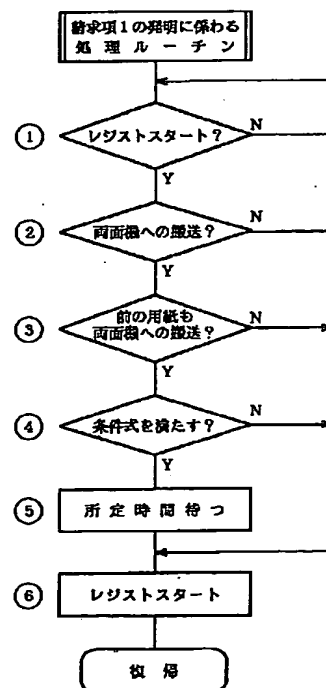 請求項1の発明に係わる
処理ルーチン
① レジストスタート? N
Y
② 両面機への搬送? N
Y
③ 前の用紙も
両面機への搬送? N
Y
④ 条件式を満たす? N
Y
⑤ 所定時間待つ
⑥ レジストスタート
復帰